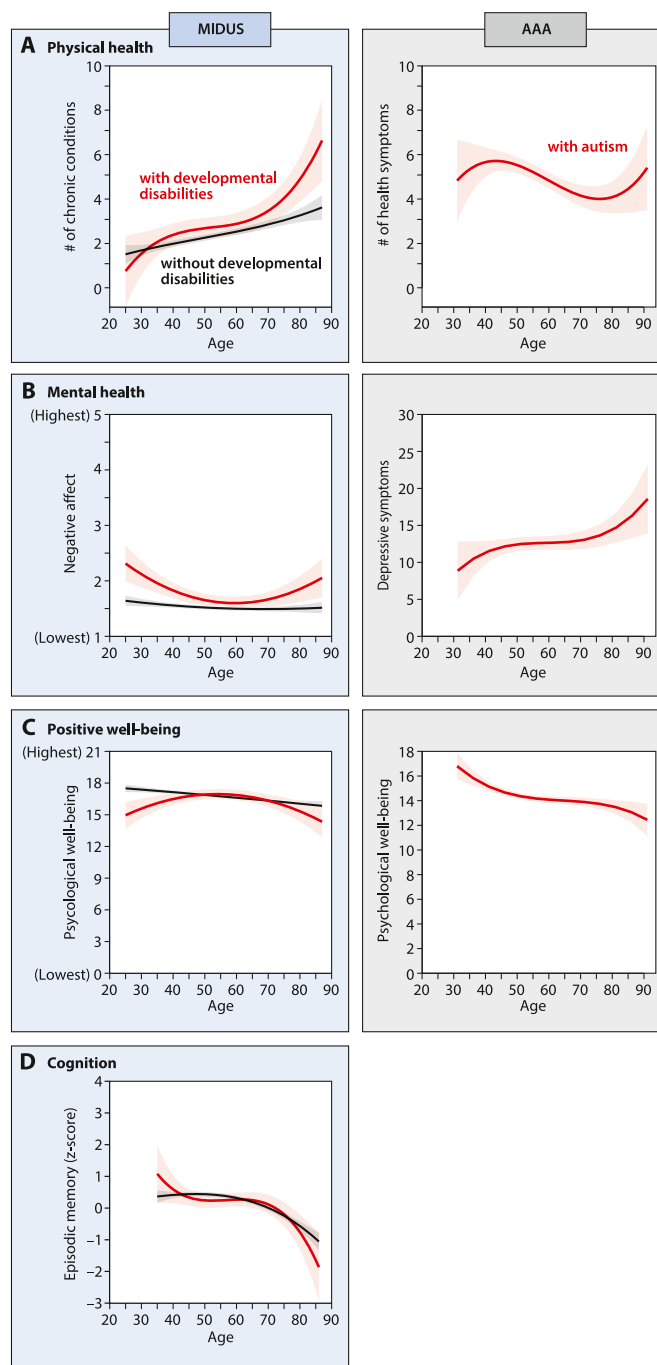 MIDUS
AAA
A Physical health
# of chronic conditions
10
8
6
4
2
0
with developmental
disabilities
without developmental
disabilities
20 30 40 50 60 70 80 90
Age
# of health symptoms
10
8
6
4
2
0
with autism
20 30 40 50 60 70 80 90
Age
B Mental health
(Highest) 5
4
3
2
(Lowest) 1
Negative affect
20 30 40 50 60 70 80 90
Age
Depressive symptoms
30
25
20
15
10
5
0
20 30 40 50 60 70 80 90
Age
C Positive well-being
(Highest) 21
18
15
12
9
6
3
(Lowest) 0
Psycological well-being
20 30 40 50 60 70 80 90
Age
Psychological well-being
18
16
14
12
10
8
6
4
2
0
20 30 40 50 60 70 80 90
Age
D Cognition
Episodic memory (z-score)
4
3
2
1
0
–1
–2
–3
20 30 40 50 60 70 80 90
Age